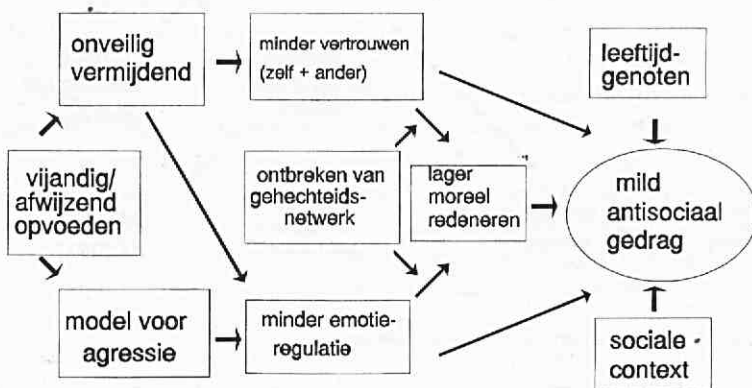 onveilig
vermijdend
minder vertrouwen
(zelf + ander)
leeftijd-
genoten
vijandig/
afwijzend
opvoeden
ontbreken van
gehechteids-
netwerk
lager
moreel
redeneren
mild
antisociaal
gedrag
model voor
agressie
minder emotie-
regulatie
sociale
context